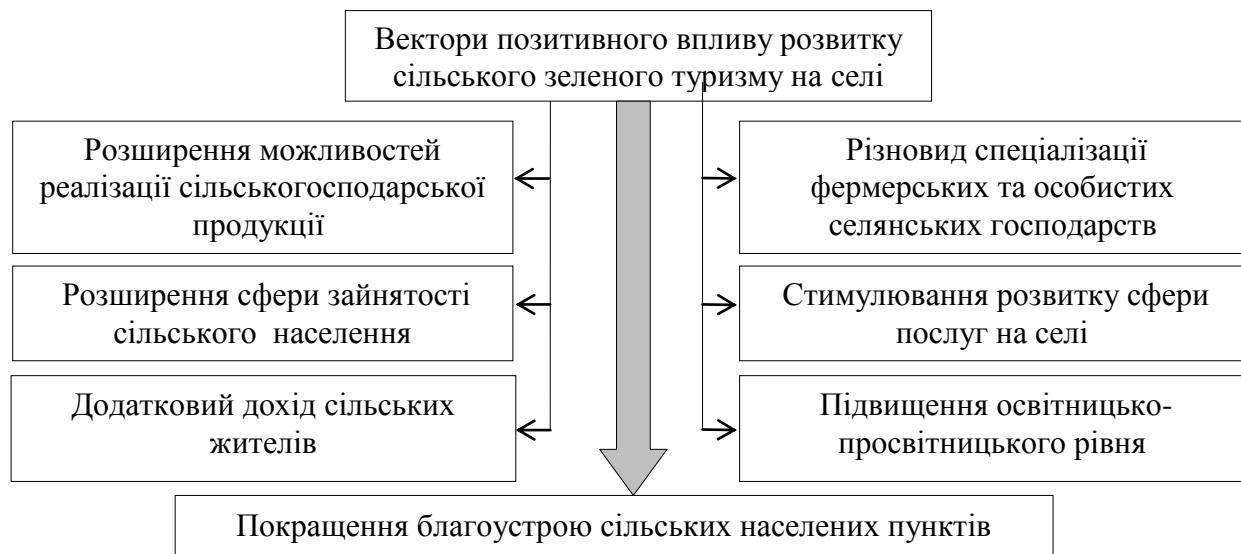 Вектори позитивного впливу розвитку
сільського зеленого туризму на селі
Розширення можливостей
реалізації сільськогосподарської
продукції
Різновид спеціалізації
фермерських та особистих
селянських господарств
Розширення сфери зайнятості
сільського населення
Стимулювання розвитку сфери
послуг на селі
Додатковий дохід сільських
жителів
Підвищення освітницько-
просвітницького рівня
Покращення благоустрою сільських населених пунктів